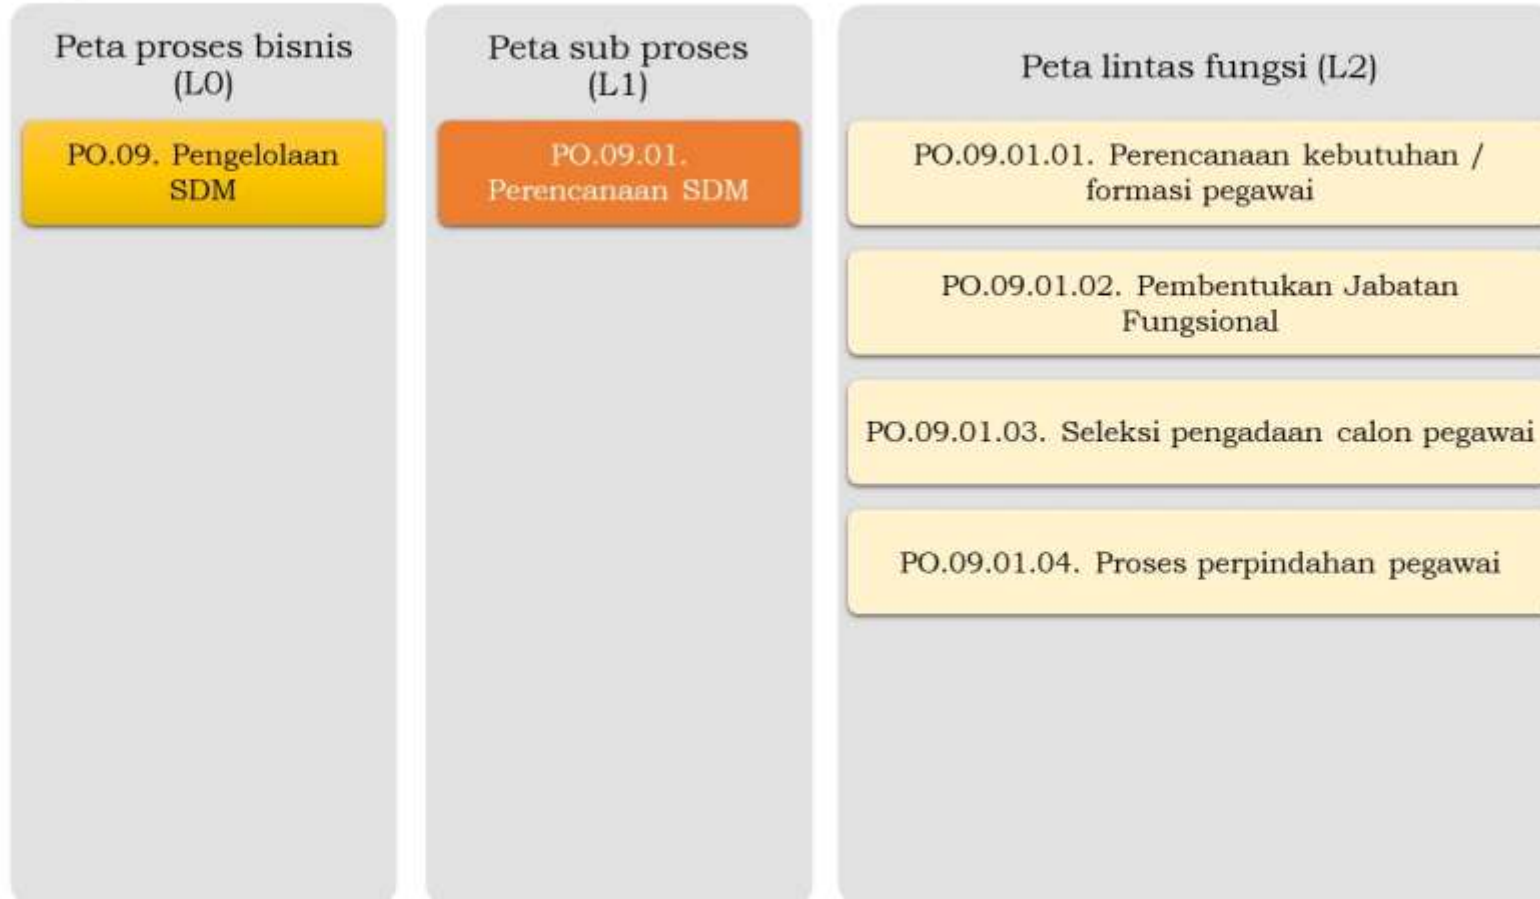 Peta proses bisnis
(L0)
PO.09. Pengelolaan
SDM
Peta sub proses
(L1)
PO.09.01.
Perencanaan SDM
Peta lintas fungsi (L2)
PO.09.01.01. Perencanaan kebutuhan /
formasi pegawai
PO.09.01.02. Pembentukan Jabatan
Fungsional
PO.09.01.03. Seleksi pengadaan calon pegawai
PO.09.01.04. Proses perpindahan pegawai